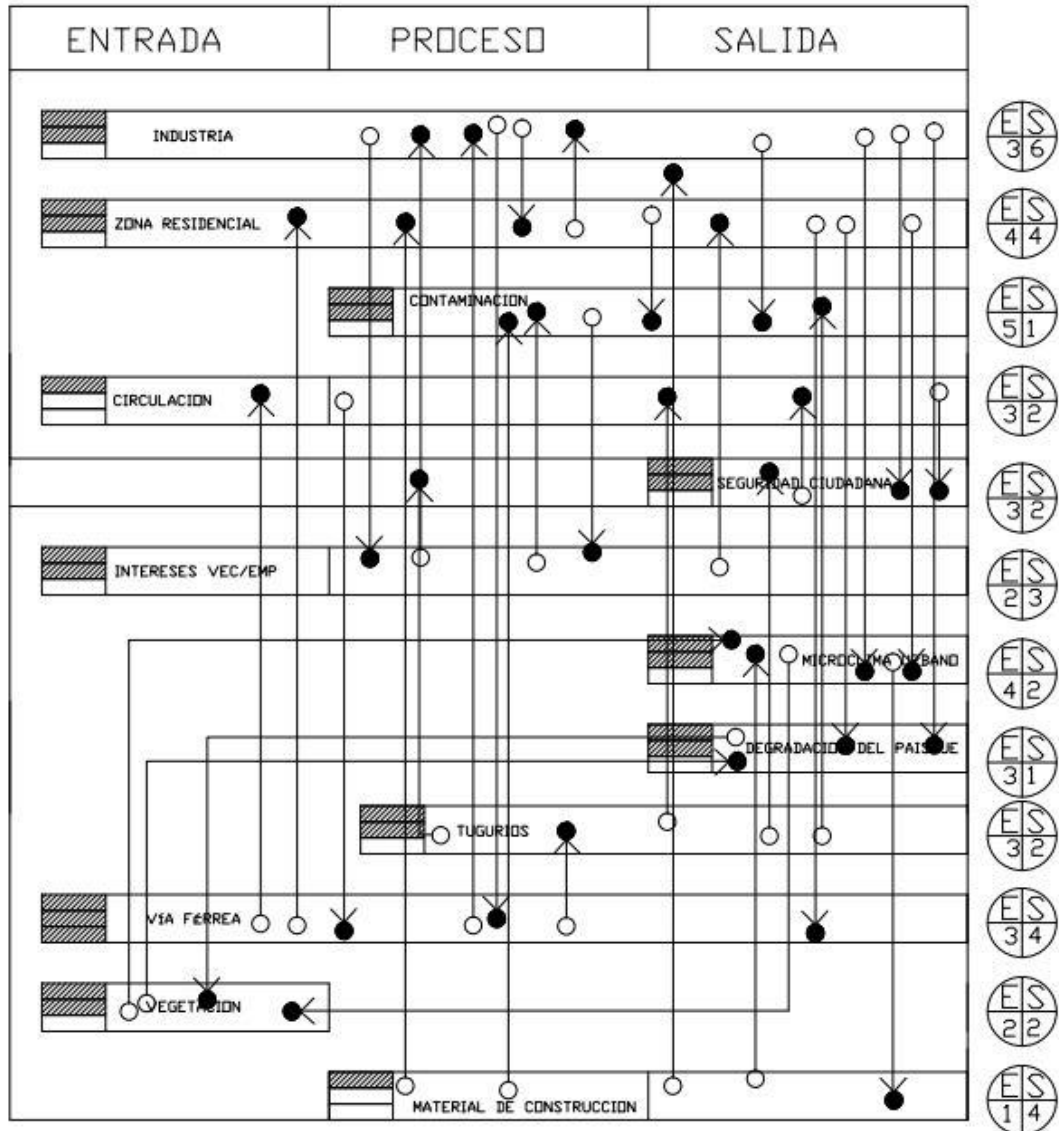 ENTRADA PROCESO SALIDA
INDUSTRIA
E S
3 6
ZONA RESIDENCIAL
E S
4 4
CONTAMINACION
E S
5 1
CIRCULACION
E S
3 2
SEGURIDAD CIUDADANA
E S
3 2
INTERESES VEC/EMP
E S
2 3
MICROCLIMA URBANO
E S
4 2
DEGRADACION DEL PAISAJE
E S
3 1
TUGURIOS
E S
3 2
VíA FéRREA
E S
3 4
VEGETACION
E S
2 2
MATERIAL DE CONSTRUCCION
E S
1 4